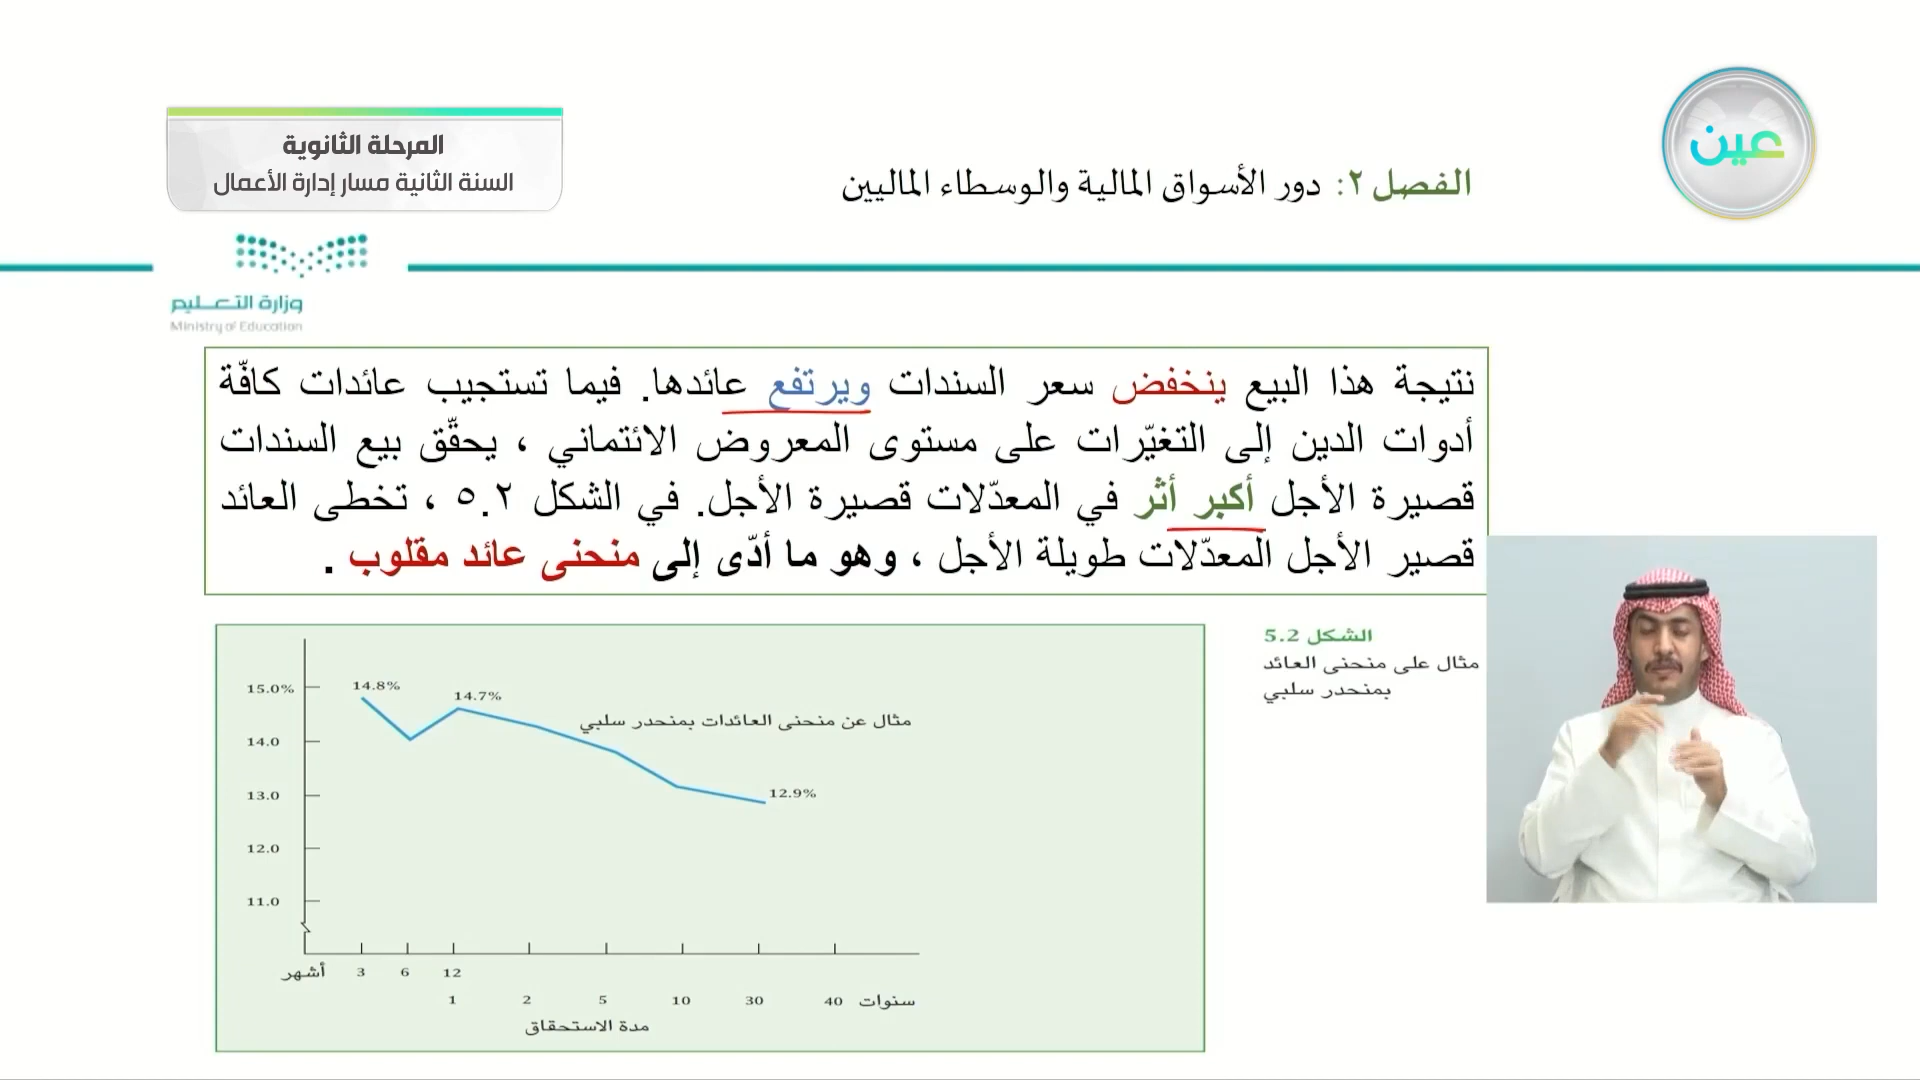 عين
المرحلة الثانوية
السنة الثانية مسار إدارة الأعمال
الفصل ٢: دور الأسواق المالية والوسطاء الماليين
وزارة التعليم
Ministry of Education
نتيجة هذا البيع ينخفض سعر السندات ويرتفع عائدها. فيما تستجيب عائدات كافّة
أدوات الدين إلى التغيّرات على مستوى المعروض الائتماني ، يحقّق بيع السندات
قصيرة الأجل أكبر أثر في المعدّلات قصيرة الأجل. في الشكل ٥.٢ ، تخطى العائد
قصير الأجل المعدّلات طويلة الأجل ، وهو ما أدّى إلى منحنى عائد مقلوب .
الشكل 5.2
مثال على منحنى العائد
بمنحدر سلبي
15.0%
14.8%
14.7%
مثال عن منحنى العائدات بمنحدر سلبي
14.0
13.0
12.9%
12.0
11.0
أشهر 3 6 12
1 2 5 10 30 40 سنوات
مدة الاستحقاق